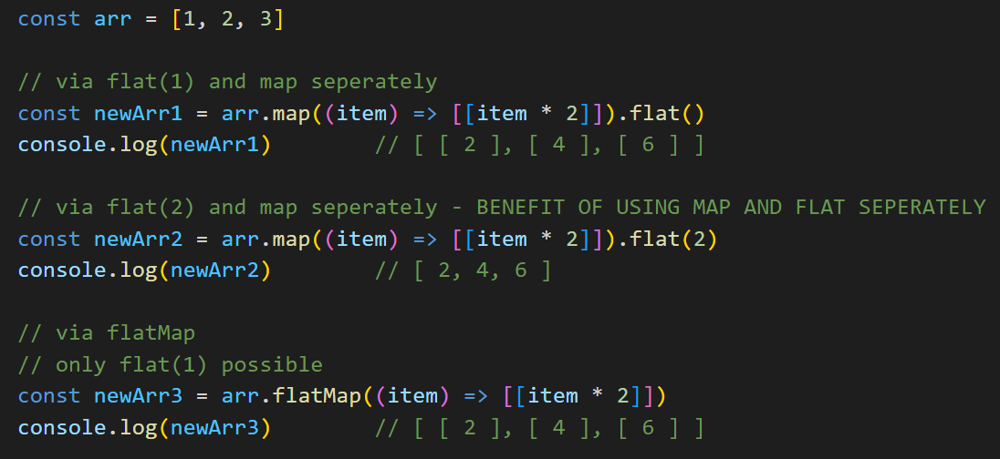 const arr = [1, 2, 3]
// via flat(1) and map seperately
const newArr1 = arr.map((item) => [[item * 2]]).flat()
console.log(newArr1)        // [ [ 2 ], [ 4 ], [ 6 ] ]
// via flat(2) and map seperately - BENEFIT OF USING MAP AND FLAT SEPERATELY
const newArr2 = arr.map((item) => [[item * 2]]).flat(2)
console.log(newArr2)        // [ 2, 4, 6 ]
// via flatMap
// only flat(1) possible
const newArr3 = arr.flatMap((item) => [[item * 2]])
console.log(newArr3)        // [ [ 2 ], [ 4 ], [ 6 ] ]